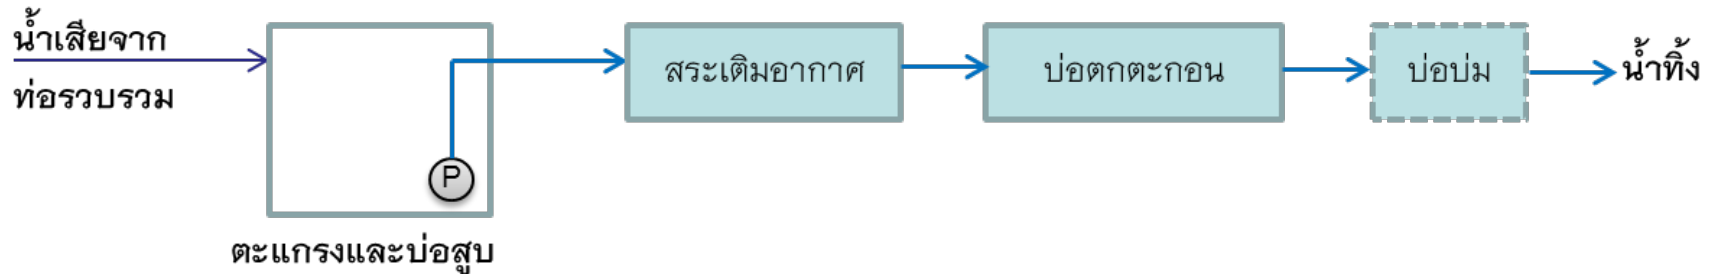 น้ำเสียจาก
ท่อรวบรวม
P
ตะแกรงและบ่อสูบ
สระเติมอากาศ
บ่อตกตะกอน
บ่อบ่ม
น้ำทิ้ง